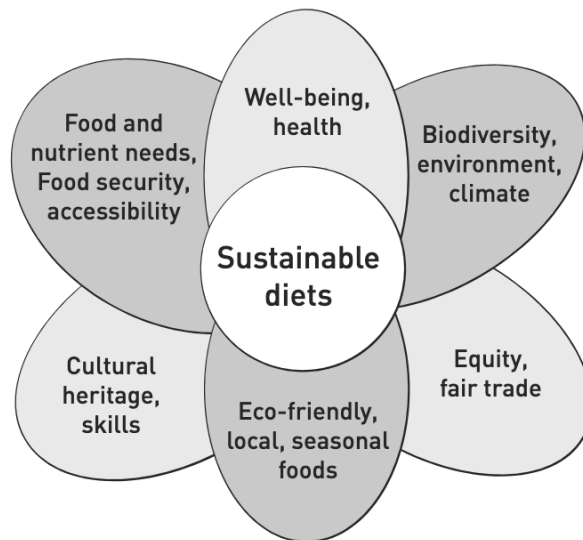 Well-being,
health
Food and
nutrient needs,
Food security,
accessibility
Biodiversity,
environment,
climate
Sustainable
diets
Cultural
heritage,
skills
Equity,
fair trade
Eco-friendly,
local, seasonal
foods